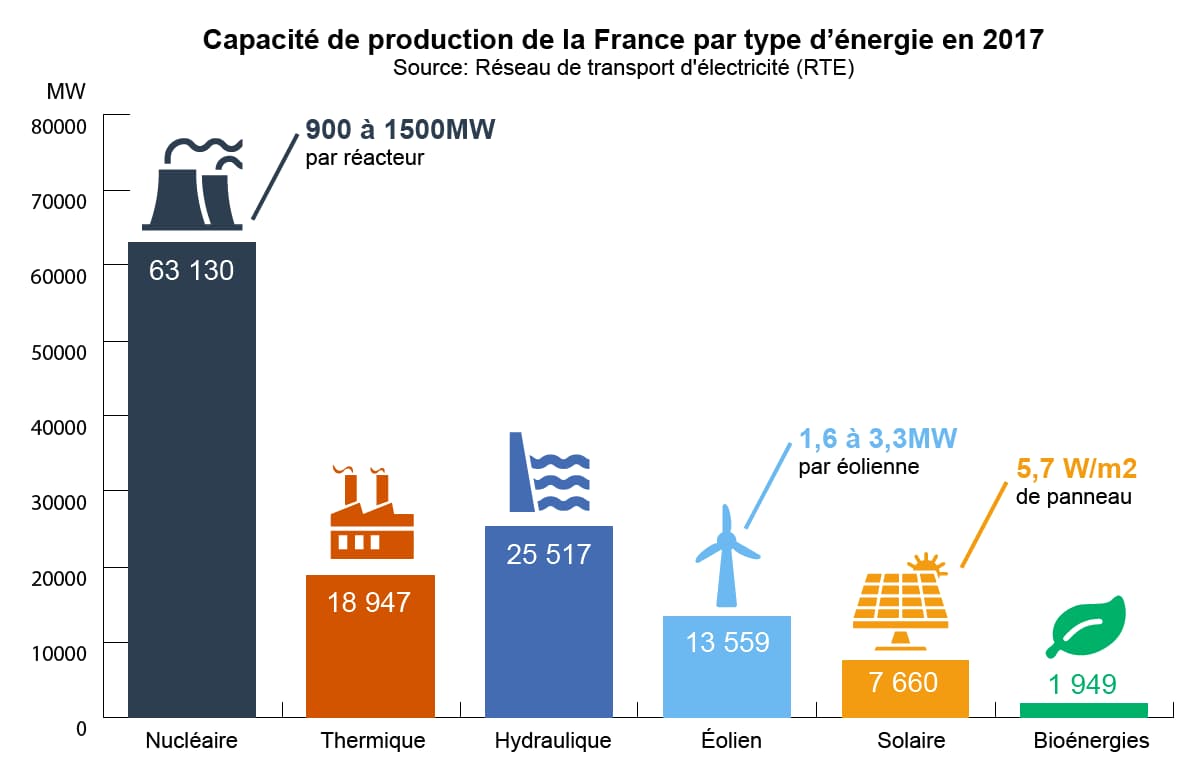 Capacité de production de la France par type d’énergie en 2017
Source: Réseau de transport d'électricité (RTE)
MW
80000
70000
60000
50000
40000
30000
20000
10000
0
900 à 1500MW
par réacteur
63 130
18 947
25 517
1,6 à 3,3MW
par éolienne
13 559
5,7 W/m2
de panneau
7 660
1 949
Nucléaire
Thermique
Hydraulique
Éolien
Solaire
Bioénergies